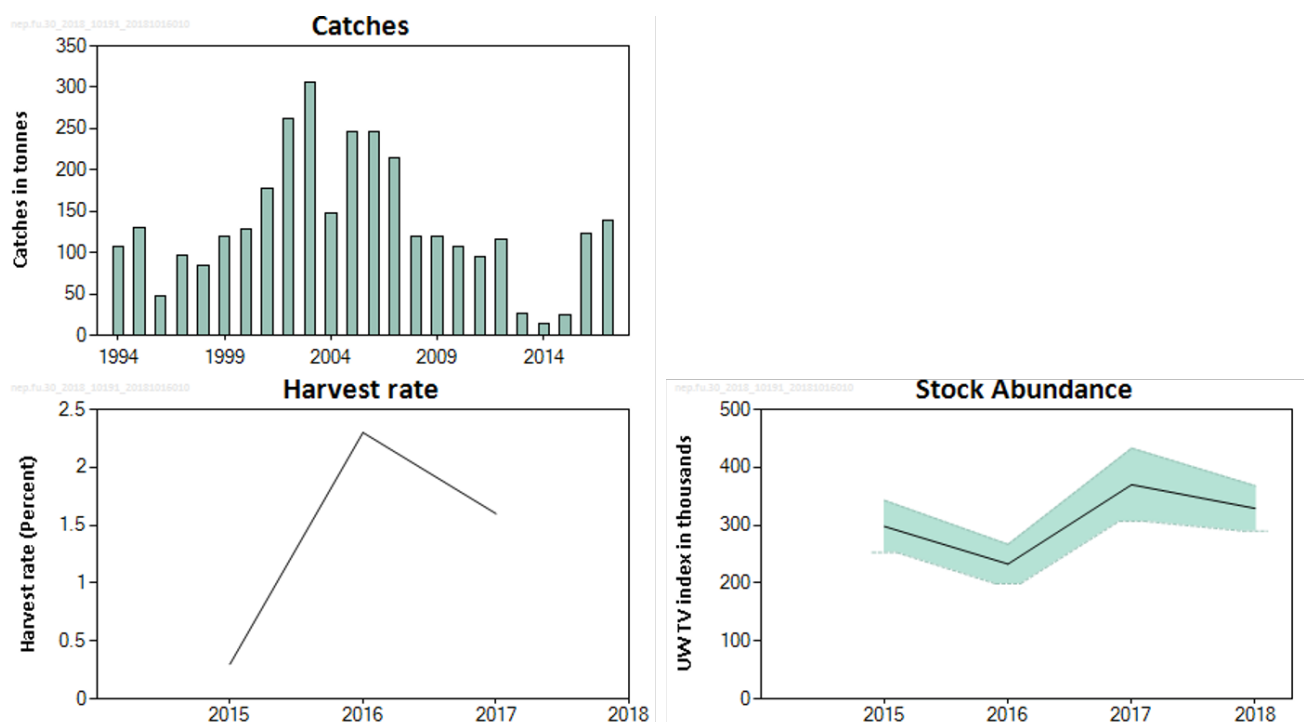 nep.fu.30_2018_10191_20181016010
Catches
Catches in tonnes
350
300
250
200
150
100
50
0
1994 1999 2004 2009 2014
nep.fu.30_2018_10191_20181016010
Harvest rate
Harvest rate (Percent)
2.5
2
1.5
1
0.5
0
2015 2016 2017 2018
nep.fu.30_2018_10191_20181016010
Stock Abundance
UWTV index in thousands
500
400
300
200
100
0
2015 2016 2017 2018